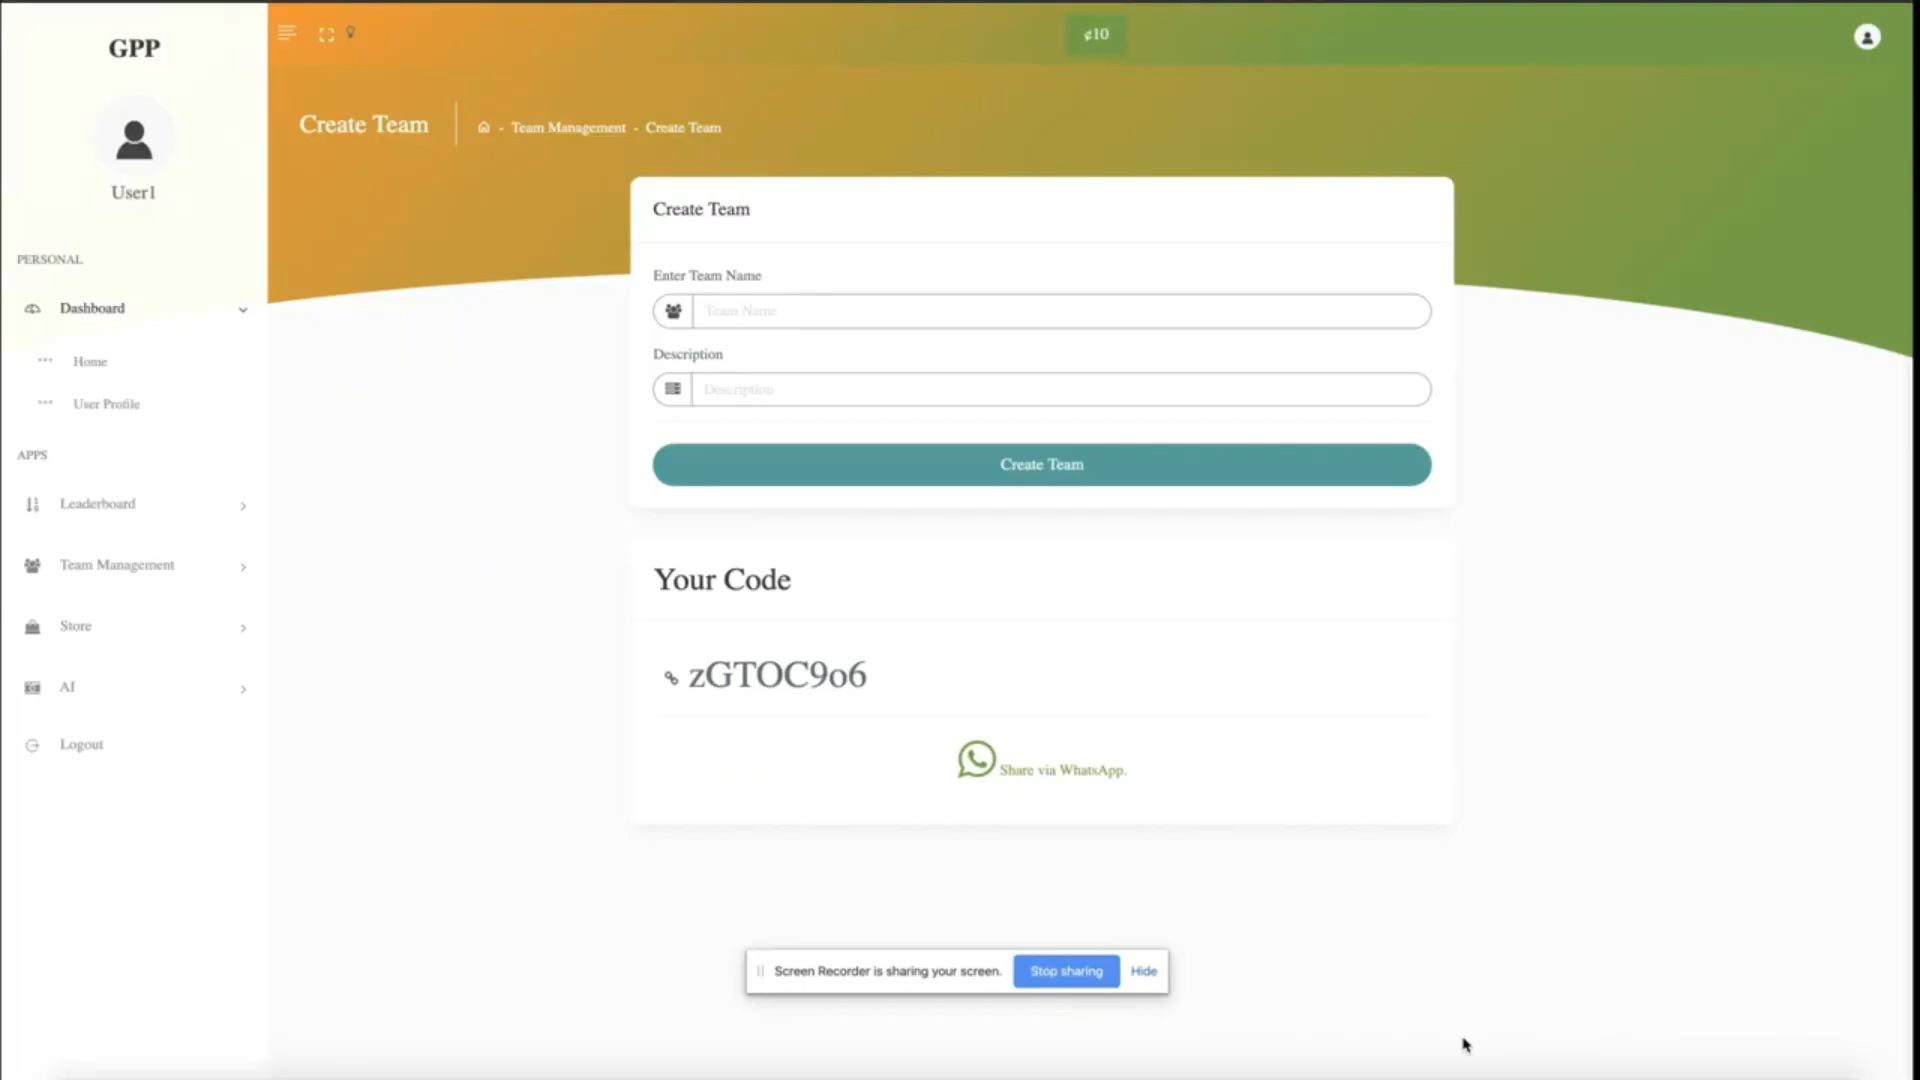 GPP
User1
PERSONAL
Dashboard
Home
User Profile
APPS
Leaderboard
Team Management
Store
AI
Logout
¢10
Create Team
- Team Management - Create Team
Create Team
Enter Team Name
Team Name
Description
Description
Create Team
Your Code
zGTOC9o6
Share via WhatsApp.
Screen Recorder is sharing your screen. Stop sharing Hide